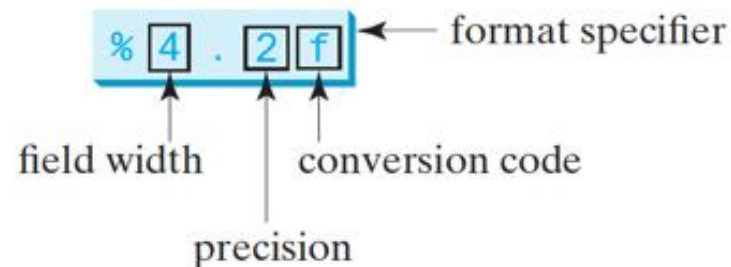 % 4 . 2 f format specifier
field width conversion code
precision